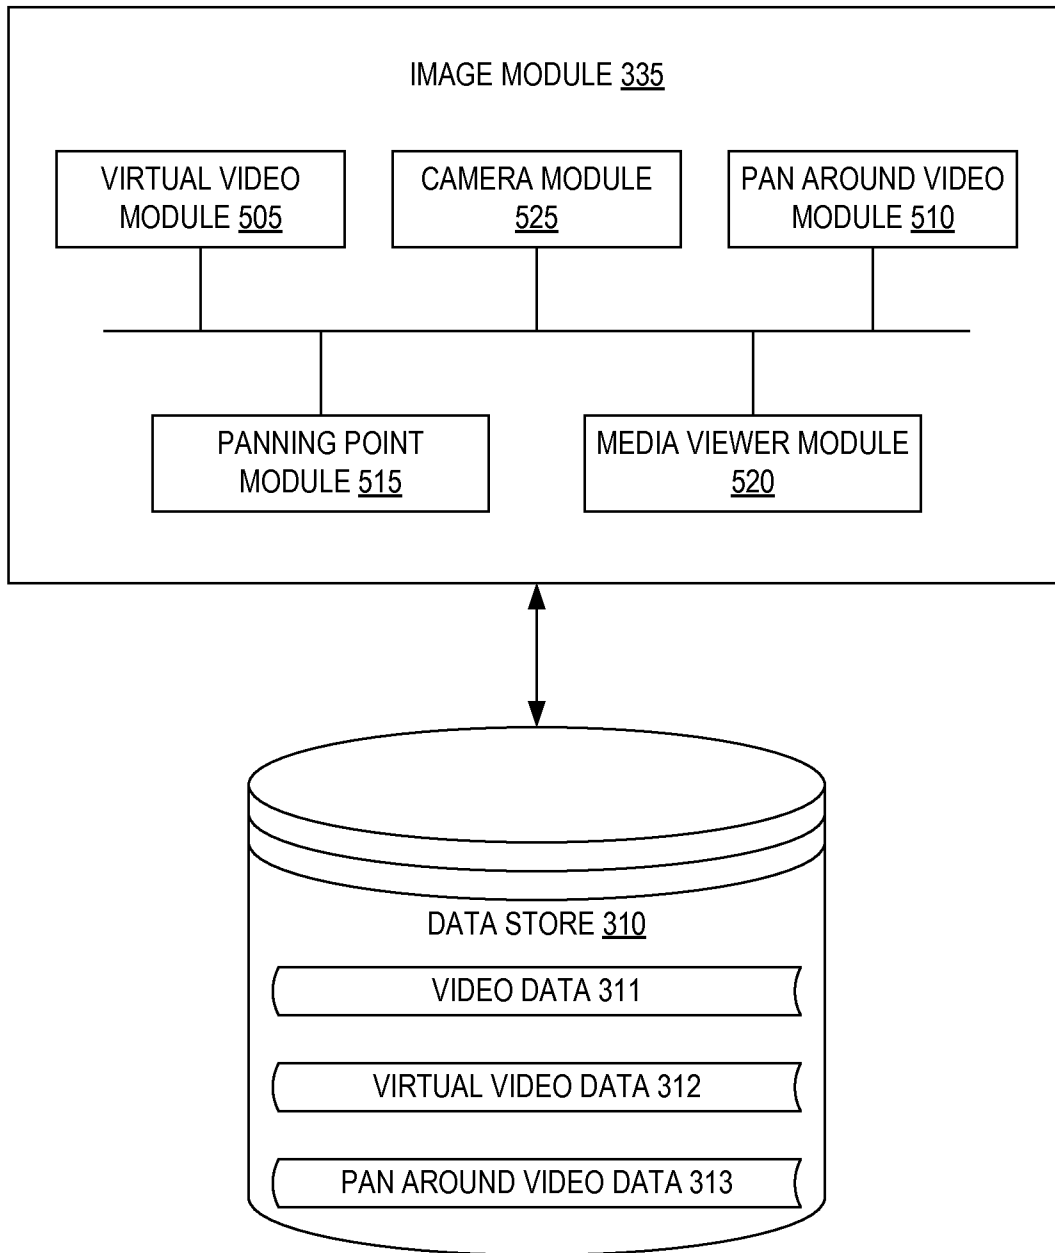 IMAGE MODULE 335
VIRTUAL VIDEO
MODULE 505
CAMERA MODULE
525
PAN AROUND VIDEO
MODULE 510
PANNING POINT
MODULE 515
MEDIA VIEWER MODULE
520
DATA STORE 310
VIDEO DATA 311
VIRTUAL VIDEO DATA 312
PAN AROUND VIDEO DATA 313